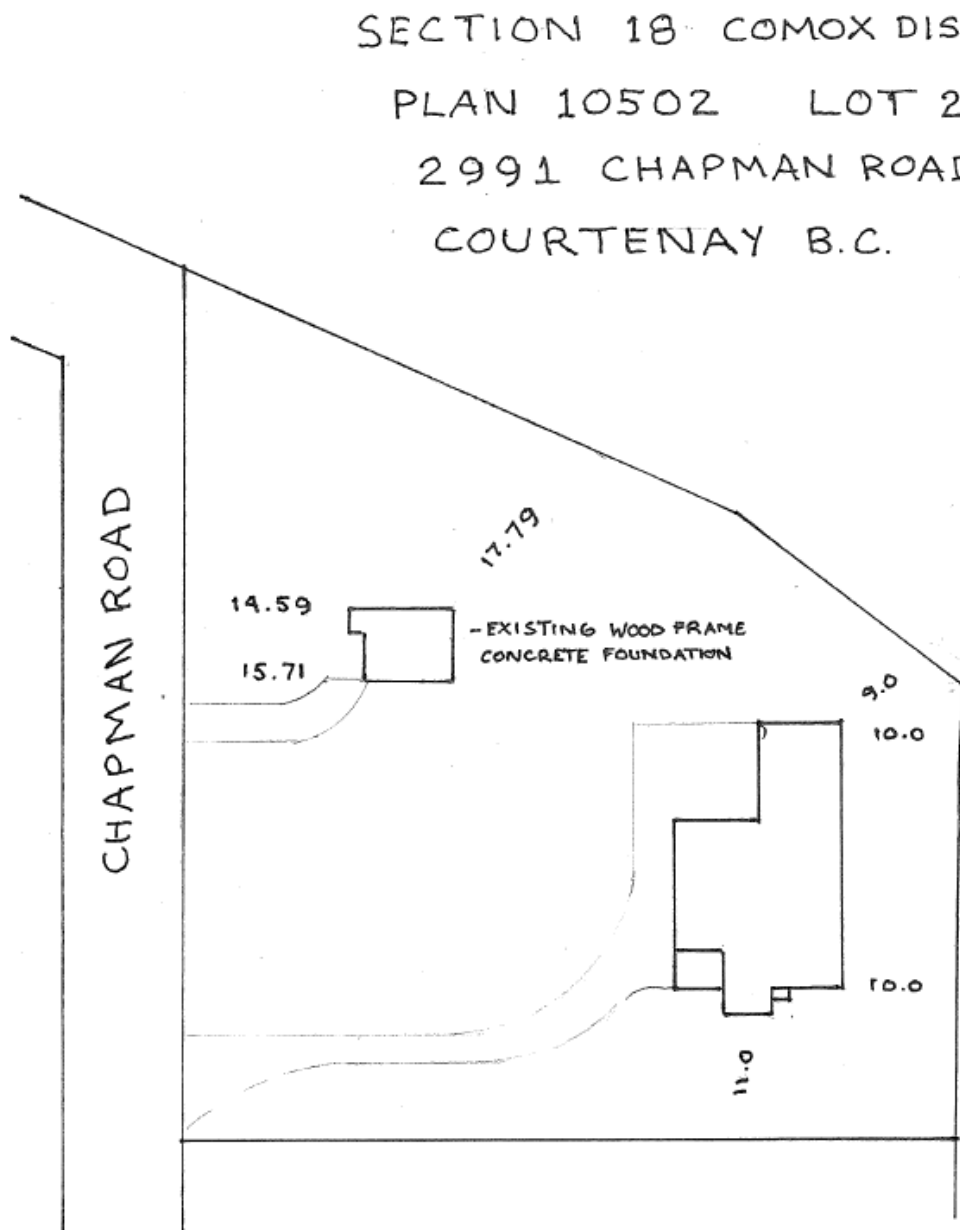 SECTION 18 COMOX DIS
PLAN 10502 LOT 2
2991 CHAPMAN ROAD
COURTENAY B.C.
CHAPMAN ROAD
17.79
14.59
- EXISTING WOOD FRAME
CONCRETE FOUNDATION
15.71
9.0
10.0
10.0
11.0